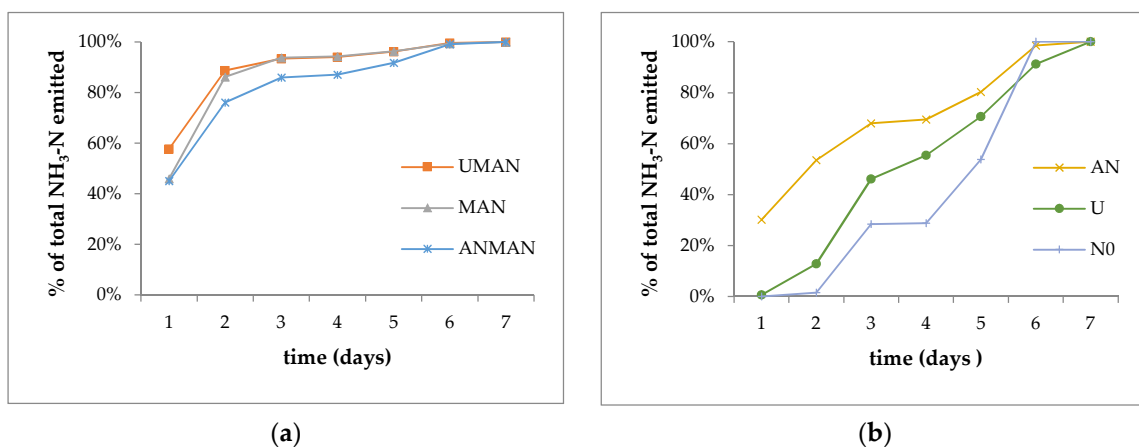 % of total NH3-N emitted
100%
80%
60%
40%
20%
0%
1 2 3 4 5 6 7
time (days)
UMAN
MAN
ANMAN
(a)
% of total NH3-N emitted
100%
80%
60%
40%
20%
0%
1 2 3 4 5 6 7
time (days )
AN
U
N0
(b)